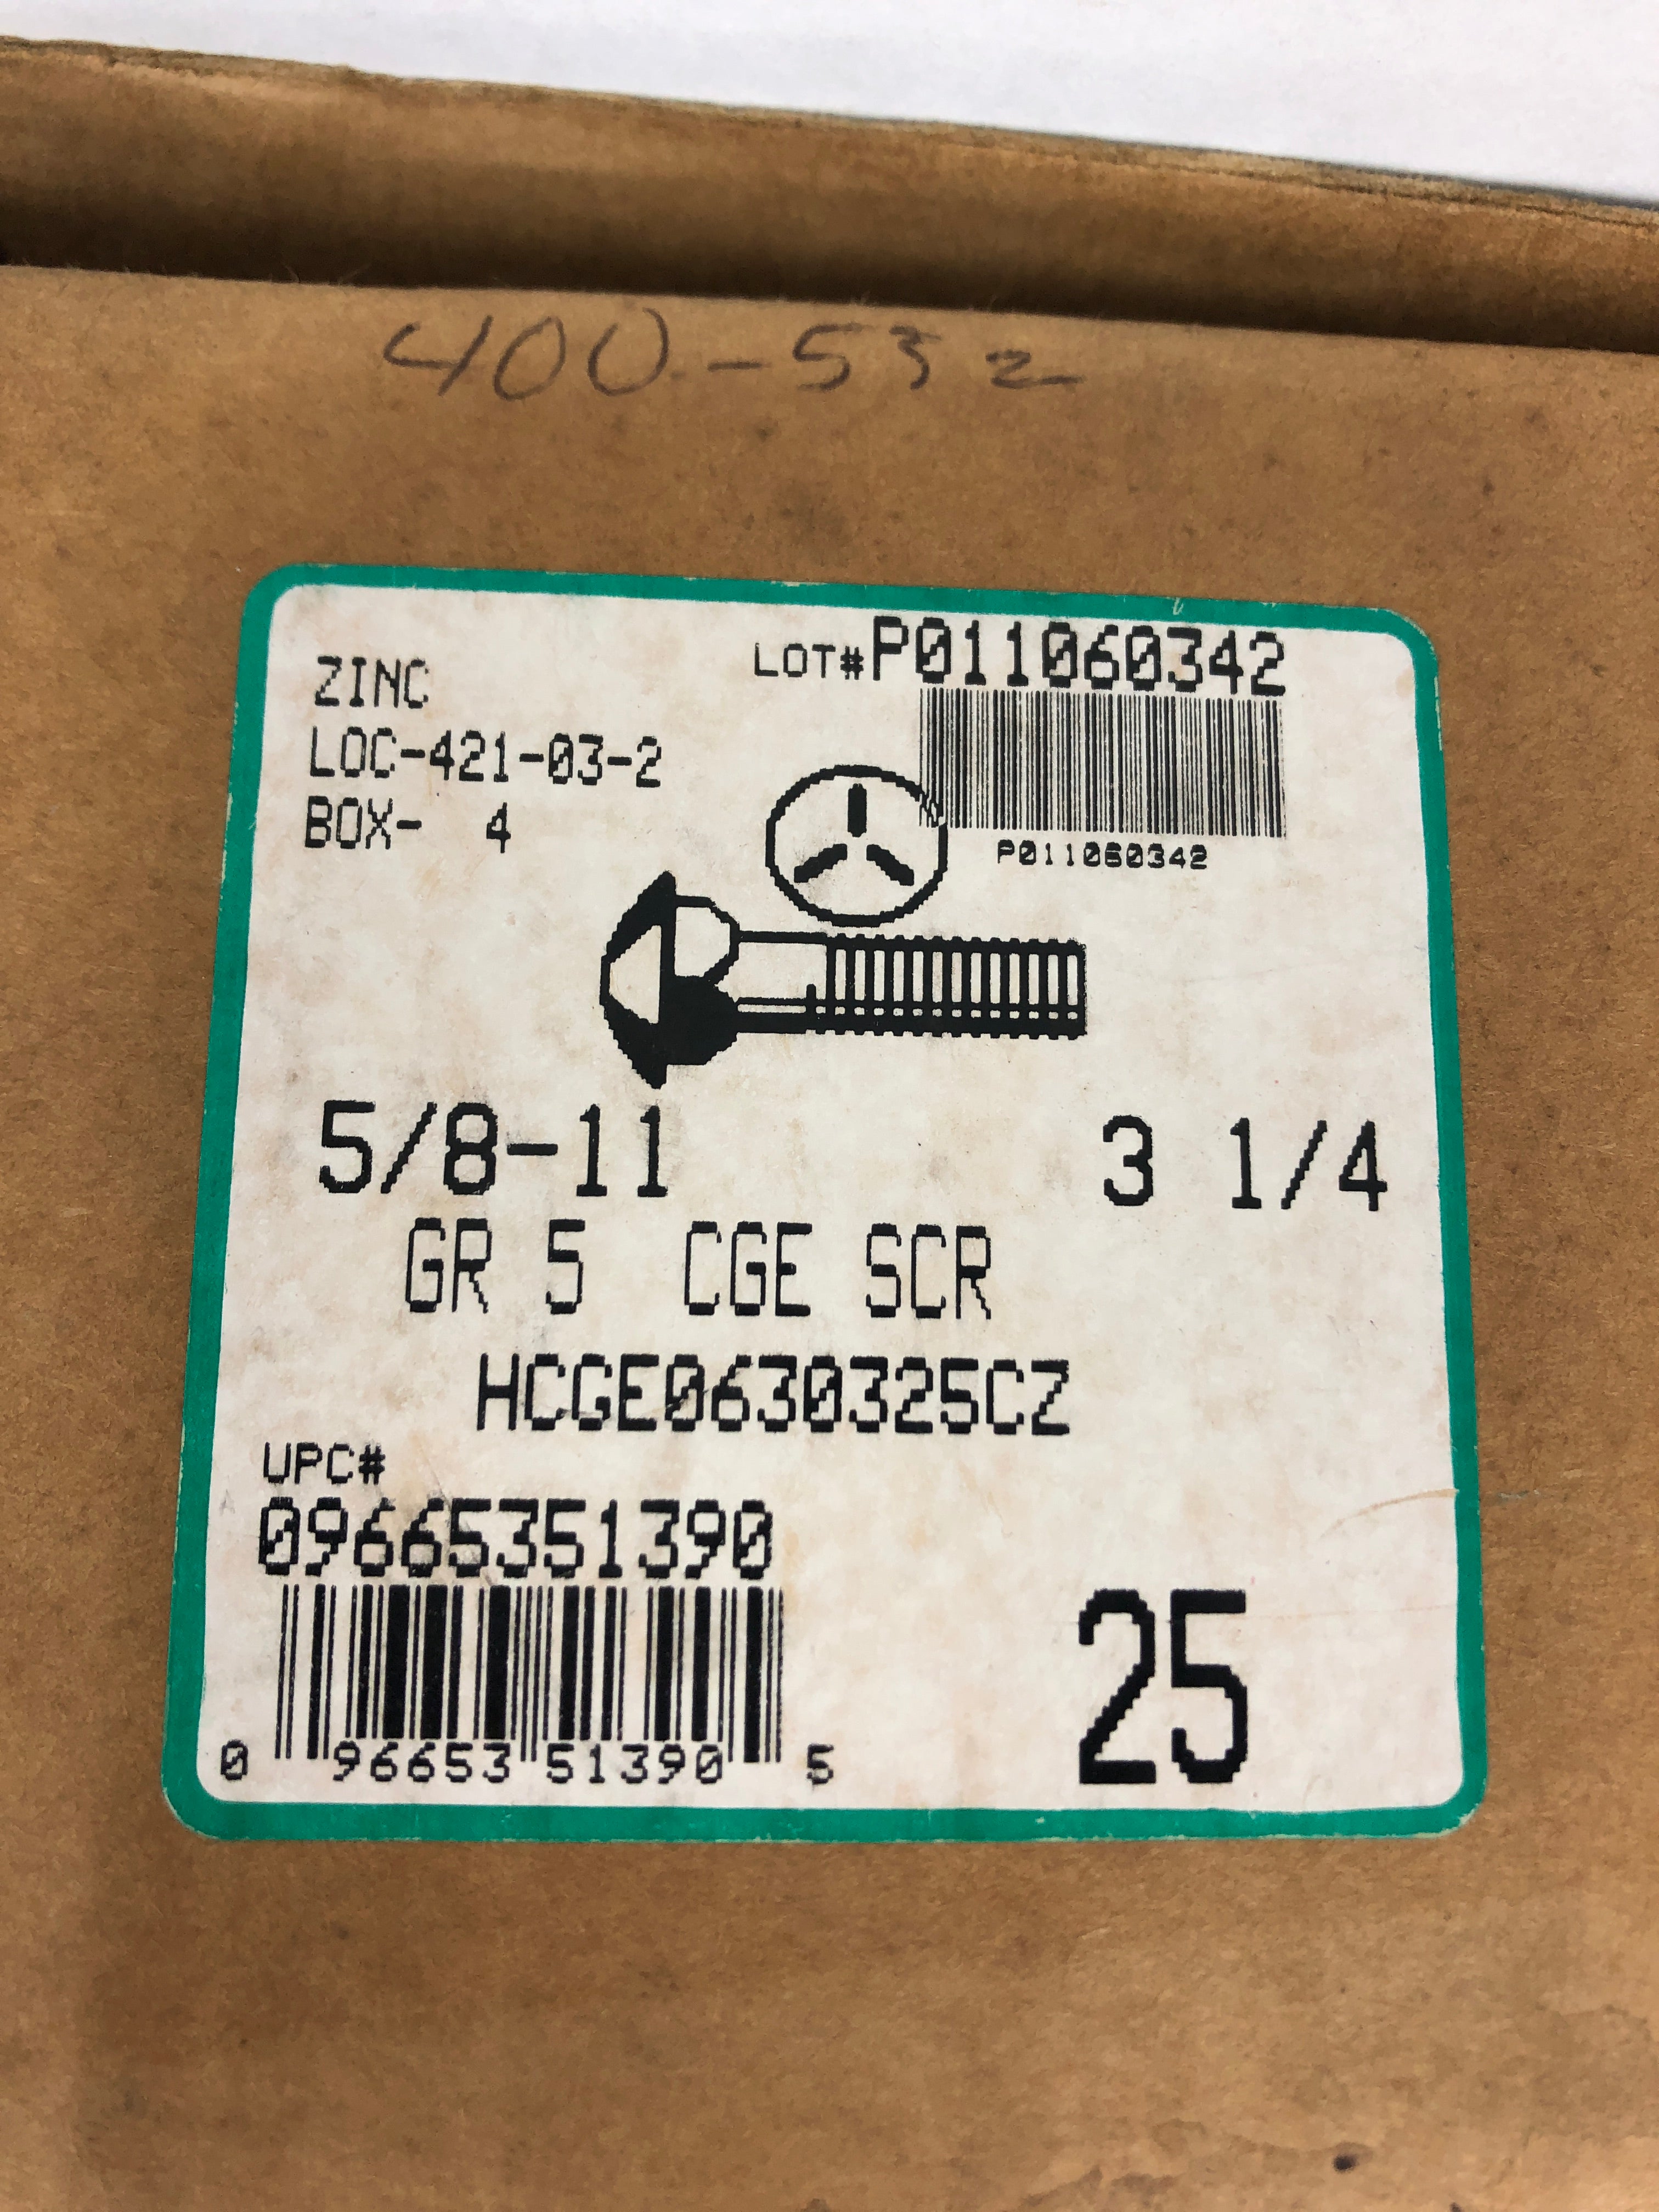 400-532
ZINC
LOT#P011060342
LOC-421-03-2
BOX- 4
P011060342
5/8-11 3 1/4
GR 5 CGE SCR
HCGE0630325CZ
UPC#
09665351390
0 96653 51390 5
25